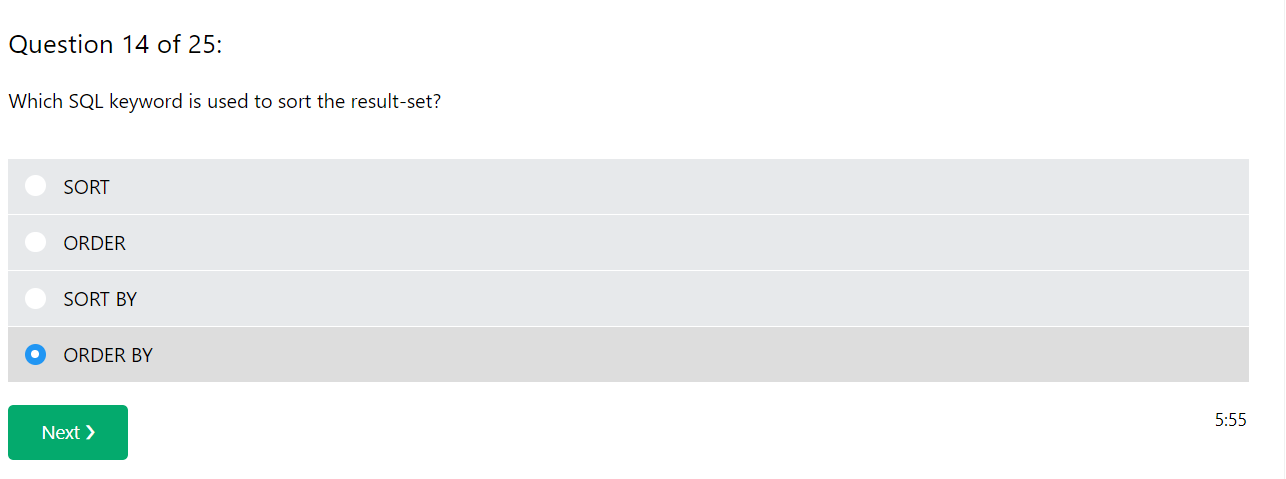 Question 14 of 25:
Which SQL keyword is used to sort the result-set?
SORT
ORDER
SORT BY
ORDER BY
Next ❯
5:55